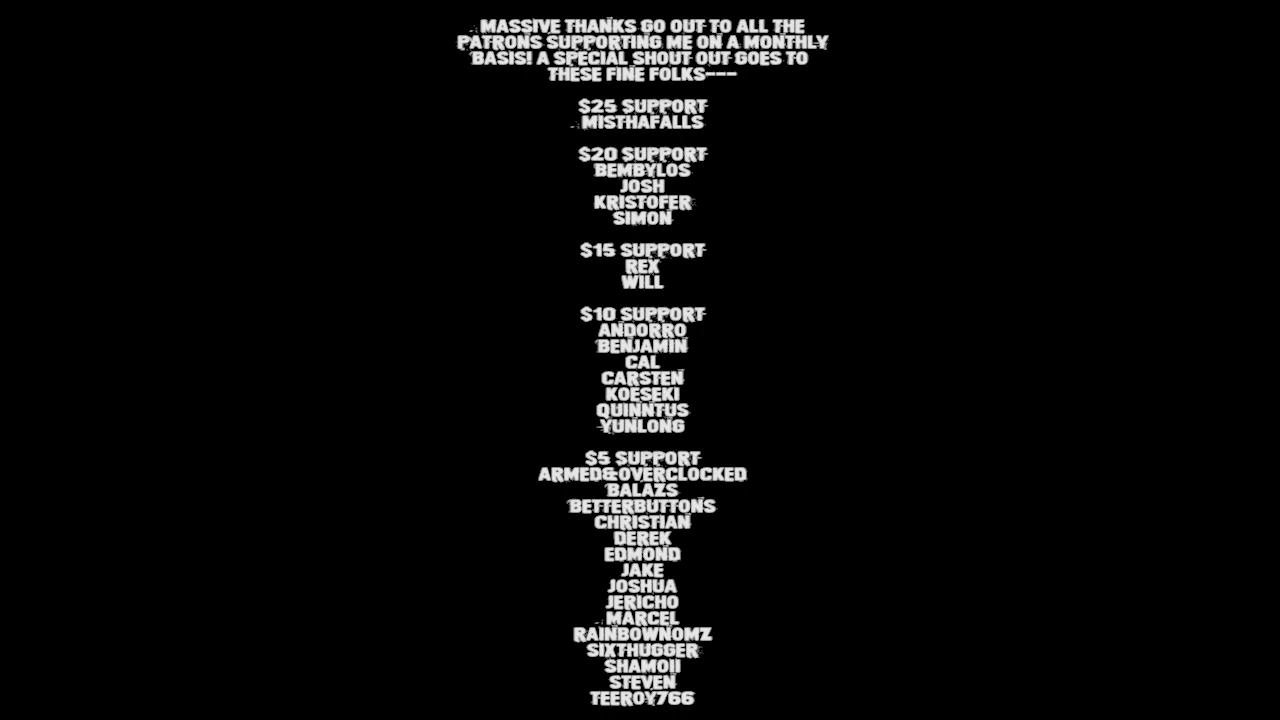 MASSIVE THANKS GO OUT TO ALL THE
PATRONS SUPPORTING ME ON A MONTHLY
BASIS! A SPECIAL SHOUT OUT GOES TO
THESE FINE FOLKS---
$25 SUPPORT
MISTHAFALLS
$20 SUPPORT
BEMBYLOS
JOSH
KRISTOFER
SIMON
$15 SUPPORT
REX
WILL
$10 SUPPORT
ANDORRO
BENJAMIN
CAL
CARSTEN
KOESEKI
QUINNTUS
YUNLONG
$5 SUPPORT
ARMED&OVERCLOCKED
BALAZS
BETTERBUTTONS
CHRISTIAN
DEREK
EDMOND
JAKE
JOSHUA
JERICHO
MARCEL
RAINBOWNOMZ
SIXTHUGGER
SHAMOII
STEVEN
TEEROY766